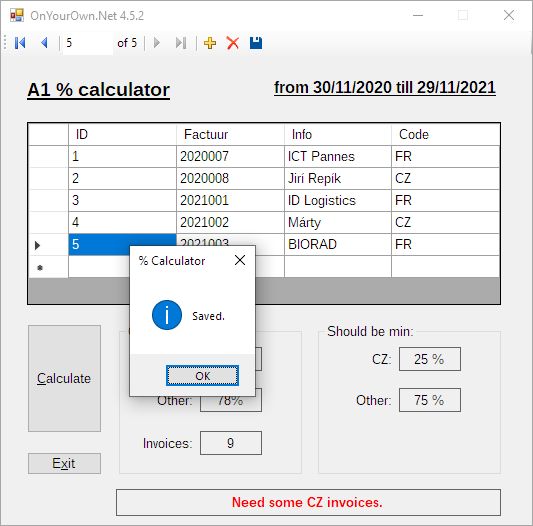 OnYourOwn.Net 4.5.2
5 of 5
A1 % calculator
from 30/11/2020 till 29/11/2021
ID Factuur Info Code
1 2020007 ICT Pannes FR
2 2020008 Jirí Repík CZ
3 2021001 ID Logistics FR
4 2021002 Márty CZ
5 2021003 BIORAD FR
% Calculator
Saved.
OK
Calculate
Exit
Other: 78%
Invoices: 9
Should be min:
CZ: 25 %
Other: 75 %
Need some CZ invoices.